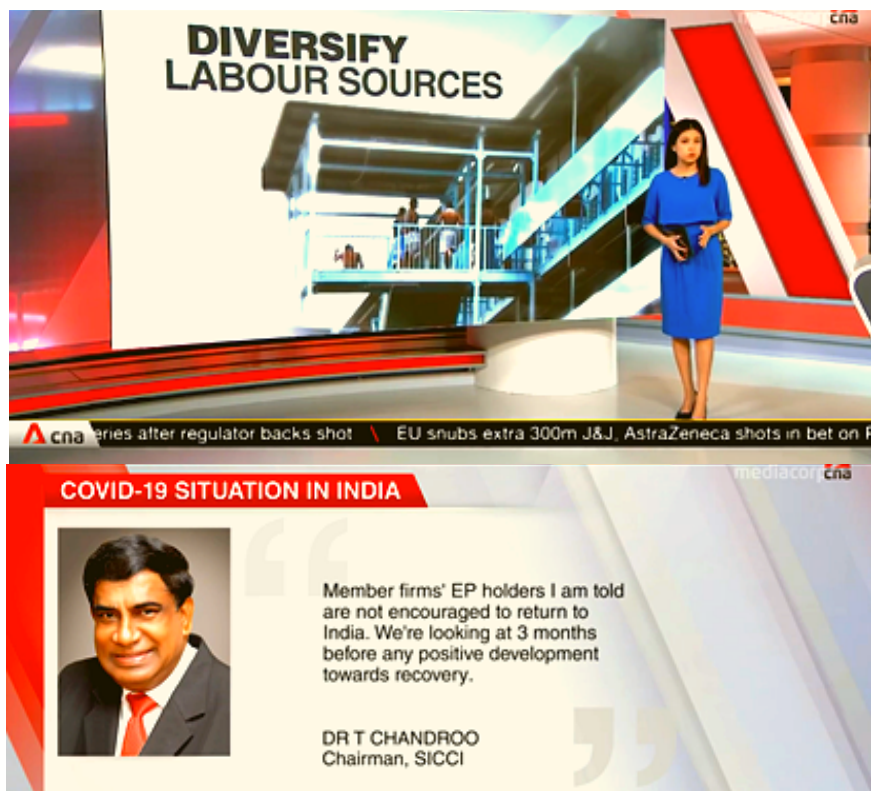 cna
DIVERSIFY
LABOUR SOURCES
cna eries after regulator backs shot \ EU snubs extra 300m J&J, AstraZeneca shots in bet on
mediacorp cna
COVID-19 SITUATION IN INDIA
Member firms' EP holders I am told
are not encouraged to return to
India. We're looking at 3 months
before any positive development
towards recovery.
DR T CHANDROO
Chairman, SICCI